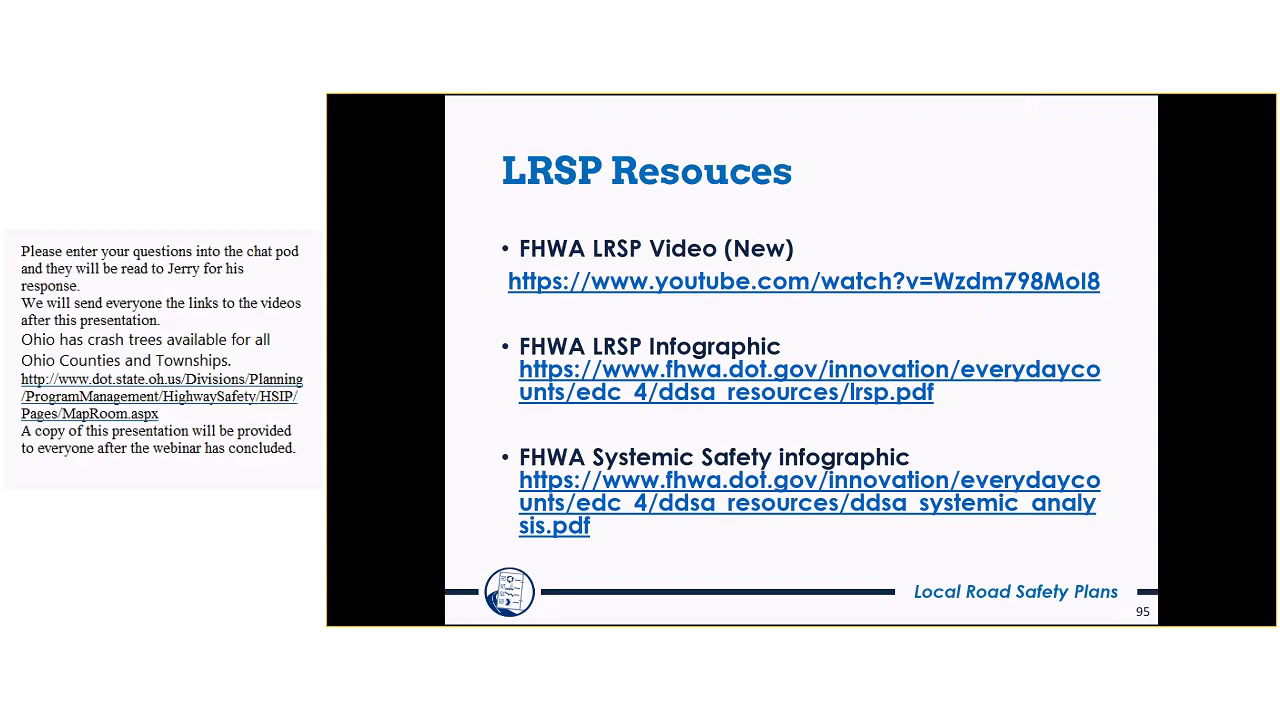 Please enter your questions into the chat pod
and they will be read to Jerry for his
response.
We will send everyone the links to the videos
after this presentation.
Ohio has crash trees available for all
Ohio Counties and Townships.
http://www.dot.state.oh.us/Divisions/Planning
/ProgramManagement/HighwaySafety/HSIP/
Pages/MapRoom.aspx
A copy of this presentation will be provided
to everyone after the webinar has concluded.
LRSP Resouces
• FHWA LRSP Video (New)
https://www.youtube.com/watch?v=Wzdm798MoI8
• FHWA LRSP Infographic
https://www.fhwa.dot.gov/innovation/everydayco
unts/edc_4/ddsa_resources/lrsp.pdf
• FHWA Systemic Safety infographic
https://www.fhwa.dot.gov/innovation/everydayco
unts/edc_4/ddsa_resources/ddsa_systemic_analy
sis.pdf
Local Road Safety Plans
95